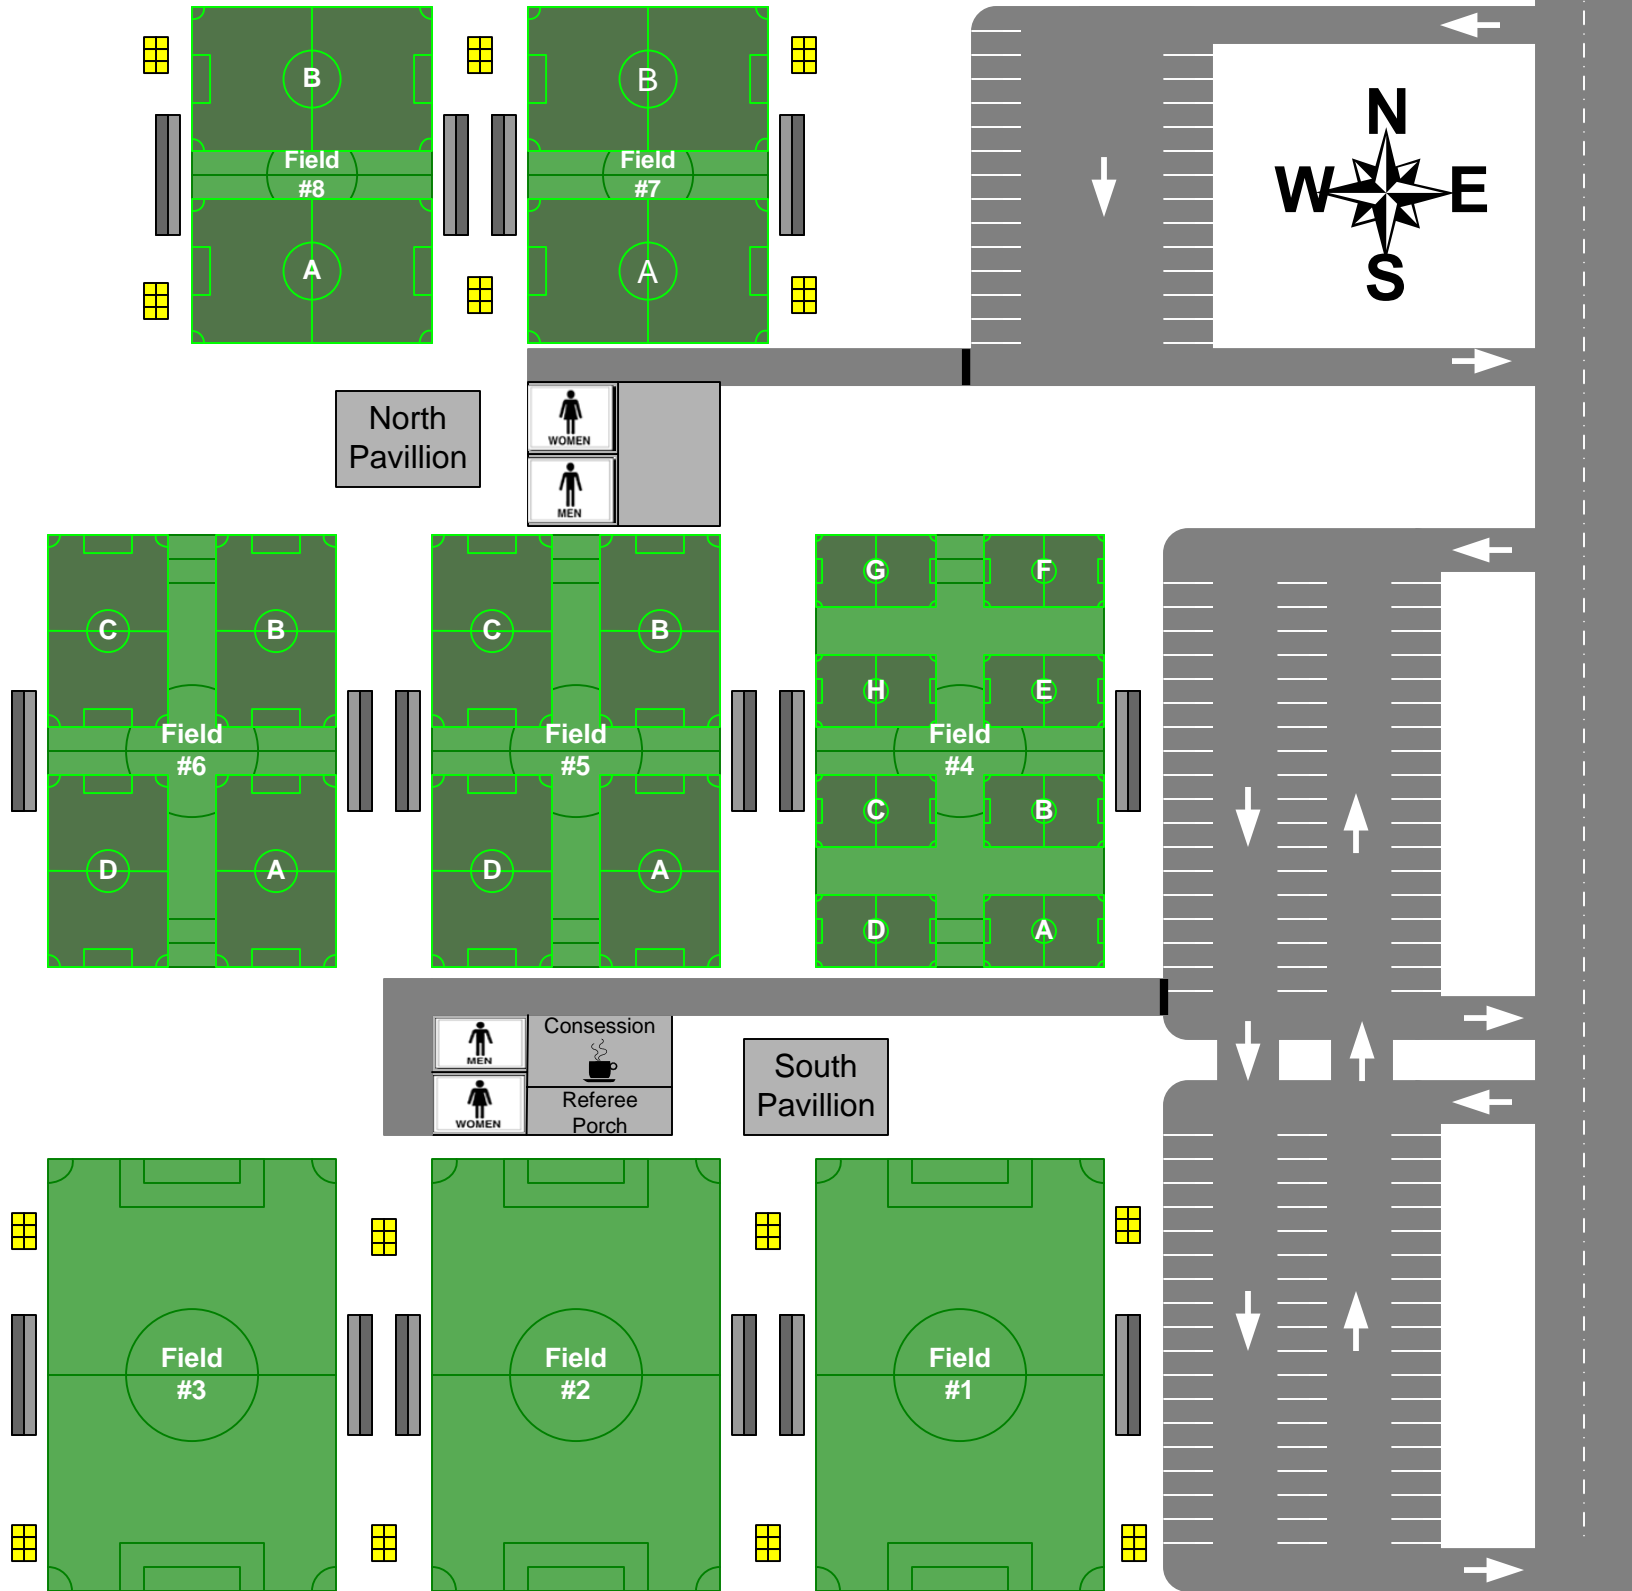 B
B
Field
#8
Field
#7
A
A
N
W
E
S
North
Pavillion
WOMEN
MEN
C
B
C
B
G
F
H
E
Field
#6
Field
#5
Field
#4
C
B
D
A
D
A
D
A
MEN
WOMEN
Consession
Referee
Porch
South
Pavillion
Field
#3
Field
#2
Field
#1